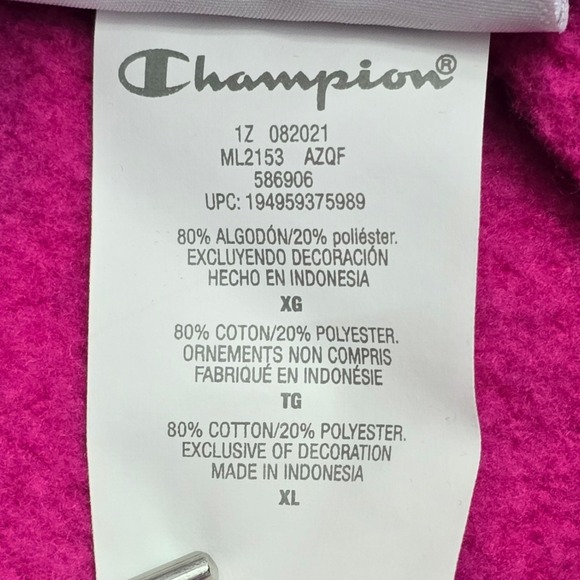 Champion®
1Z 082021
ML2153 AZQF
586906
UPC: 194959375989
80% ALGODÓN/20% poliéster.
EXCLUYENDO DECORACIÓN
HECHO EN INDONESIA
XG
80% COTON/20% POLYESTER.
ORNEMENTS NON COMPRIS
FABRIQUÉ EN INDONÉSIE
TG
80% COTTON/20% POLYESTER.
EXCLUSIVE OF DECORATION
MADE IN INDONESIA
XL